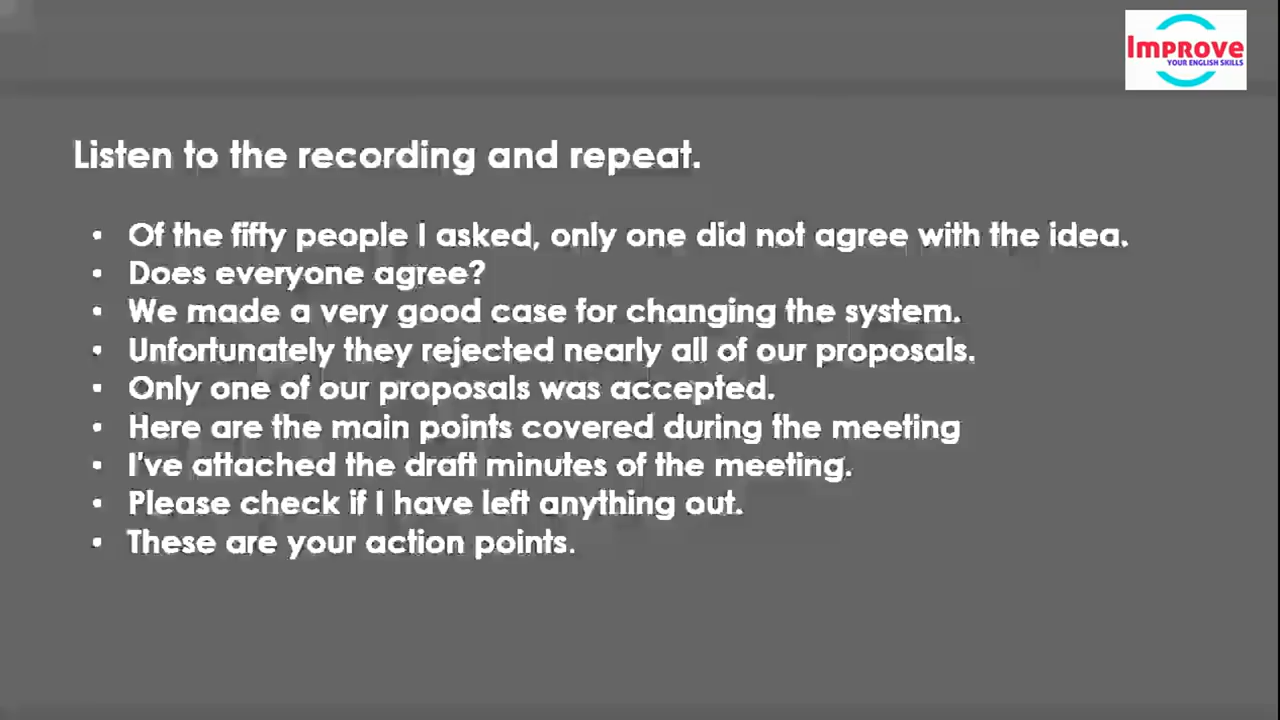 Improve
YOUR ENGLISH SKILLS
Listen to the recording and repeat.
• Of the fifty people I asked, only one did not agree with the idea.
• Does everyone agree?
• We made a very good case for changing the system.
• Unfortunately they rejected nearly all of our proposals.
• Only one of our proposals was accepted.
• Here are the main points covered during the meeting
• I've attached the draft minutes of the meeting.
• Please check if I have left anything out.
• These are your action points.